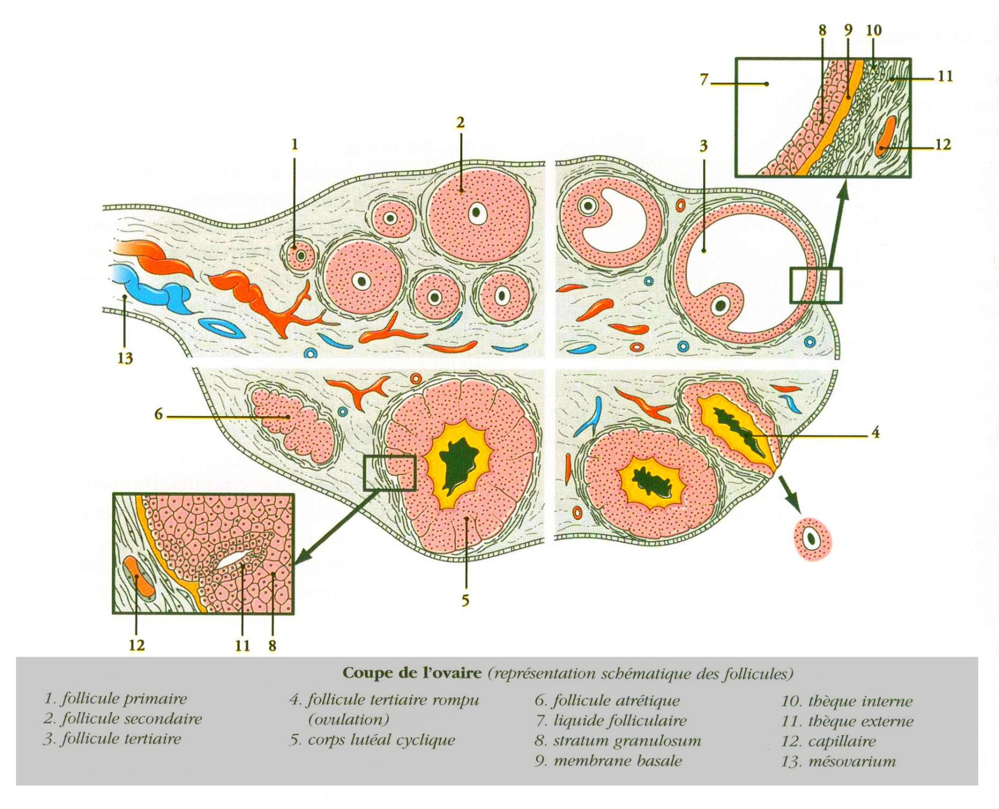 8 9 10
7
11
2
1
3
12
13
6
4
5
12 11 8
Coupe de l'ovaire (représentation schématique des follicules)
1. follicule primaire
2. follicule secondaire
3. follicule tertiaire
4. follicule tertiaire rompu
(ovulation)
5. corps lutéal cyclique
6. follicule atrétique
7. liquide folliculaire
8. stratum granulosum
9. membrane basale
10. thèque interne
11. thèque externe
12. capillaire
13. mésovarium